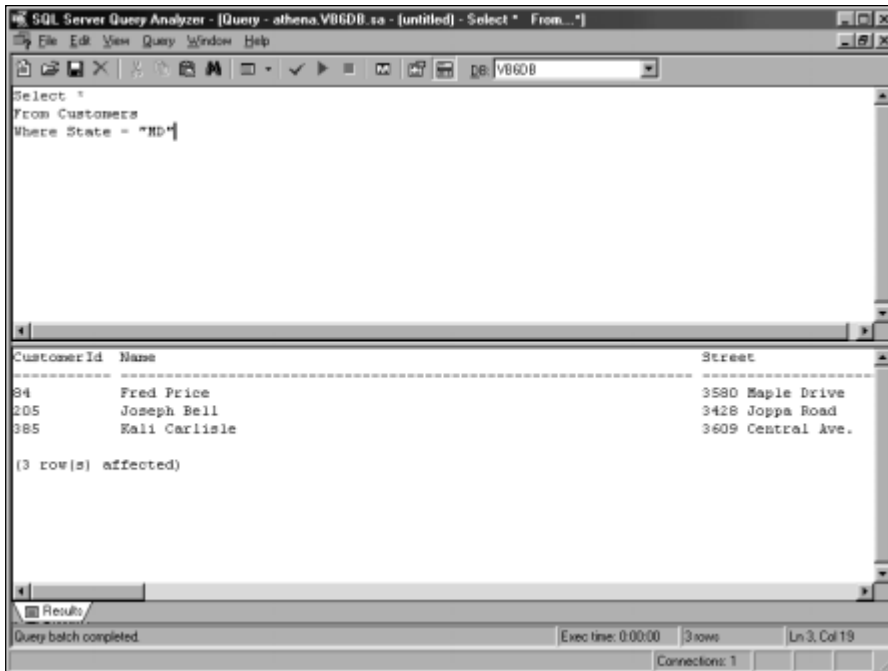 SQL Server Query Analyzer - [Query - athena.VB6DB.sa - (untitled) - Select * From...*]
File Edit View Query Window Help
DB: VB6DB
Select *
From Customers
Where State = "MD"
CustomerId Name Street
84 Fred Price 3580 Maple Drive
205 Joseph Bell 3428 Joppa Road
385 Kali Carlisle 3609 Central Ave.
(3 row(s) affected)
Results
Query batch completed. Exec time: 0:00:00 3 rows Ln 3, Col 19
Connections: 1